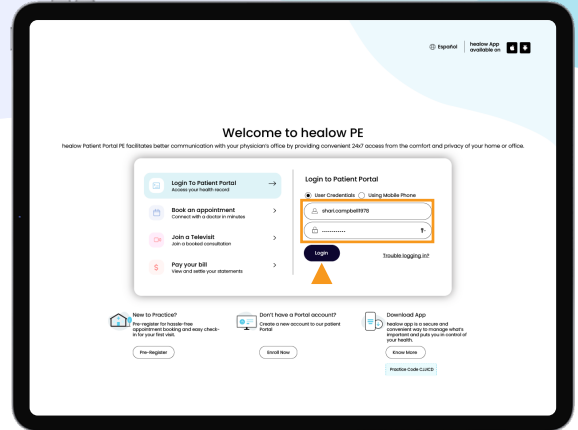 Español
healow App
available on
Welcome to healow PE
healow Patient Portal PE facilitates better communication with your physician's office by providing convenient 24x7 access from the comfort and privacy of your home or office.
Login To Patient Portal
Access your health record
Book an appointment
Connect with a doctor in minutes
Join a Televisit
Join a booked consultation
Pay your bill
View and settle your statements
Login to Patient Portal
User Credentials
Using Mobile Phone
shari.campbell1978
············
Login
Trouble logging in?
New to Practice?
Pre-register for hassle-free
appointment booking and easy check-
in for your first visit.
Pre-Register
Don't have a Portal account?
Create a new account to our patient
Portal
Enroll Now
Download App
healow app is a secure and
convenient way to manage what's
important and puts you in control of
your health.
Know More
Practice Code CJJICD